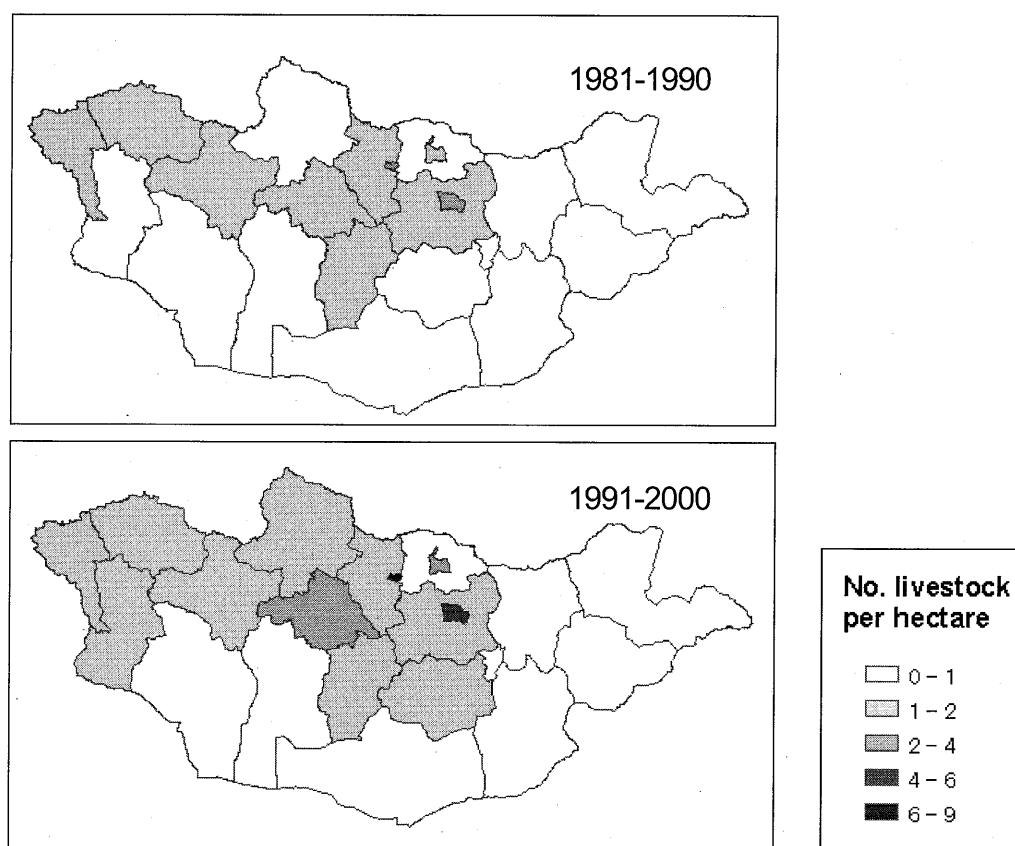 1981-1990
1991-2000
No. livestock
per hectare
0 – 1
1 – 2
2 – 4
4 – 6
6 – 9